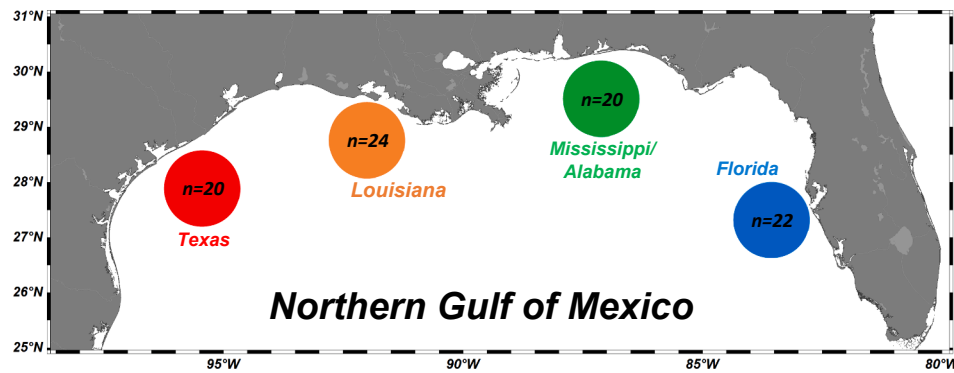 31°N
30°N
29°N
28°N
27°N
26°N
25°N
n=20
Texas
n=24
Louisiana
n=20
Mississippi/
Alabama
Florida
n=22
Northern Gulf of Mexico
95°W
90°W
85°W
80°W